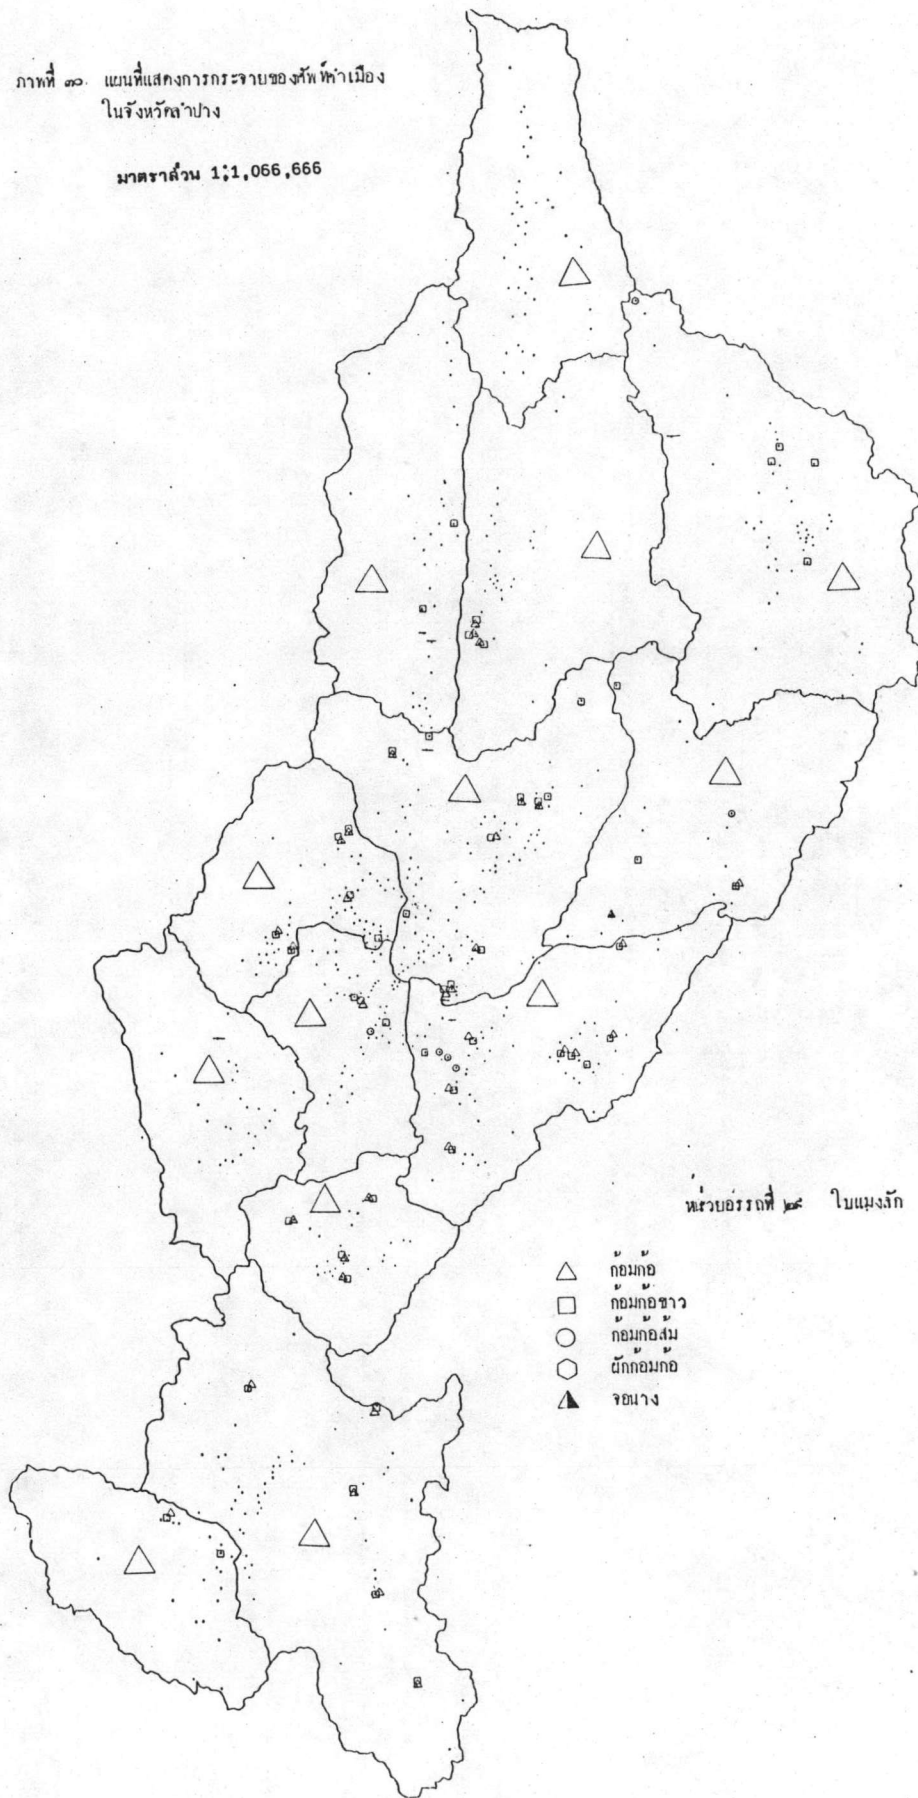 ภาพที่ ๓๐. แผนที่แสดงการกระจายของศัพท์คำเมือง
ในจังหวัดลำปาง
มาตราส่วน 1:1,066,666
หน่วยอรรถที่ ๒๙ ใบแมงลัก
ก้อมก้อ
ก้อมก้อขาว
ก้อมก้อส้ม
ผักก้อมก้อ
จอนาง